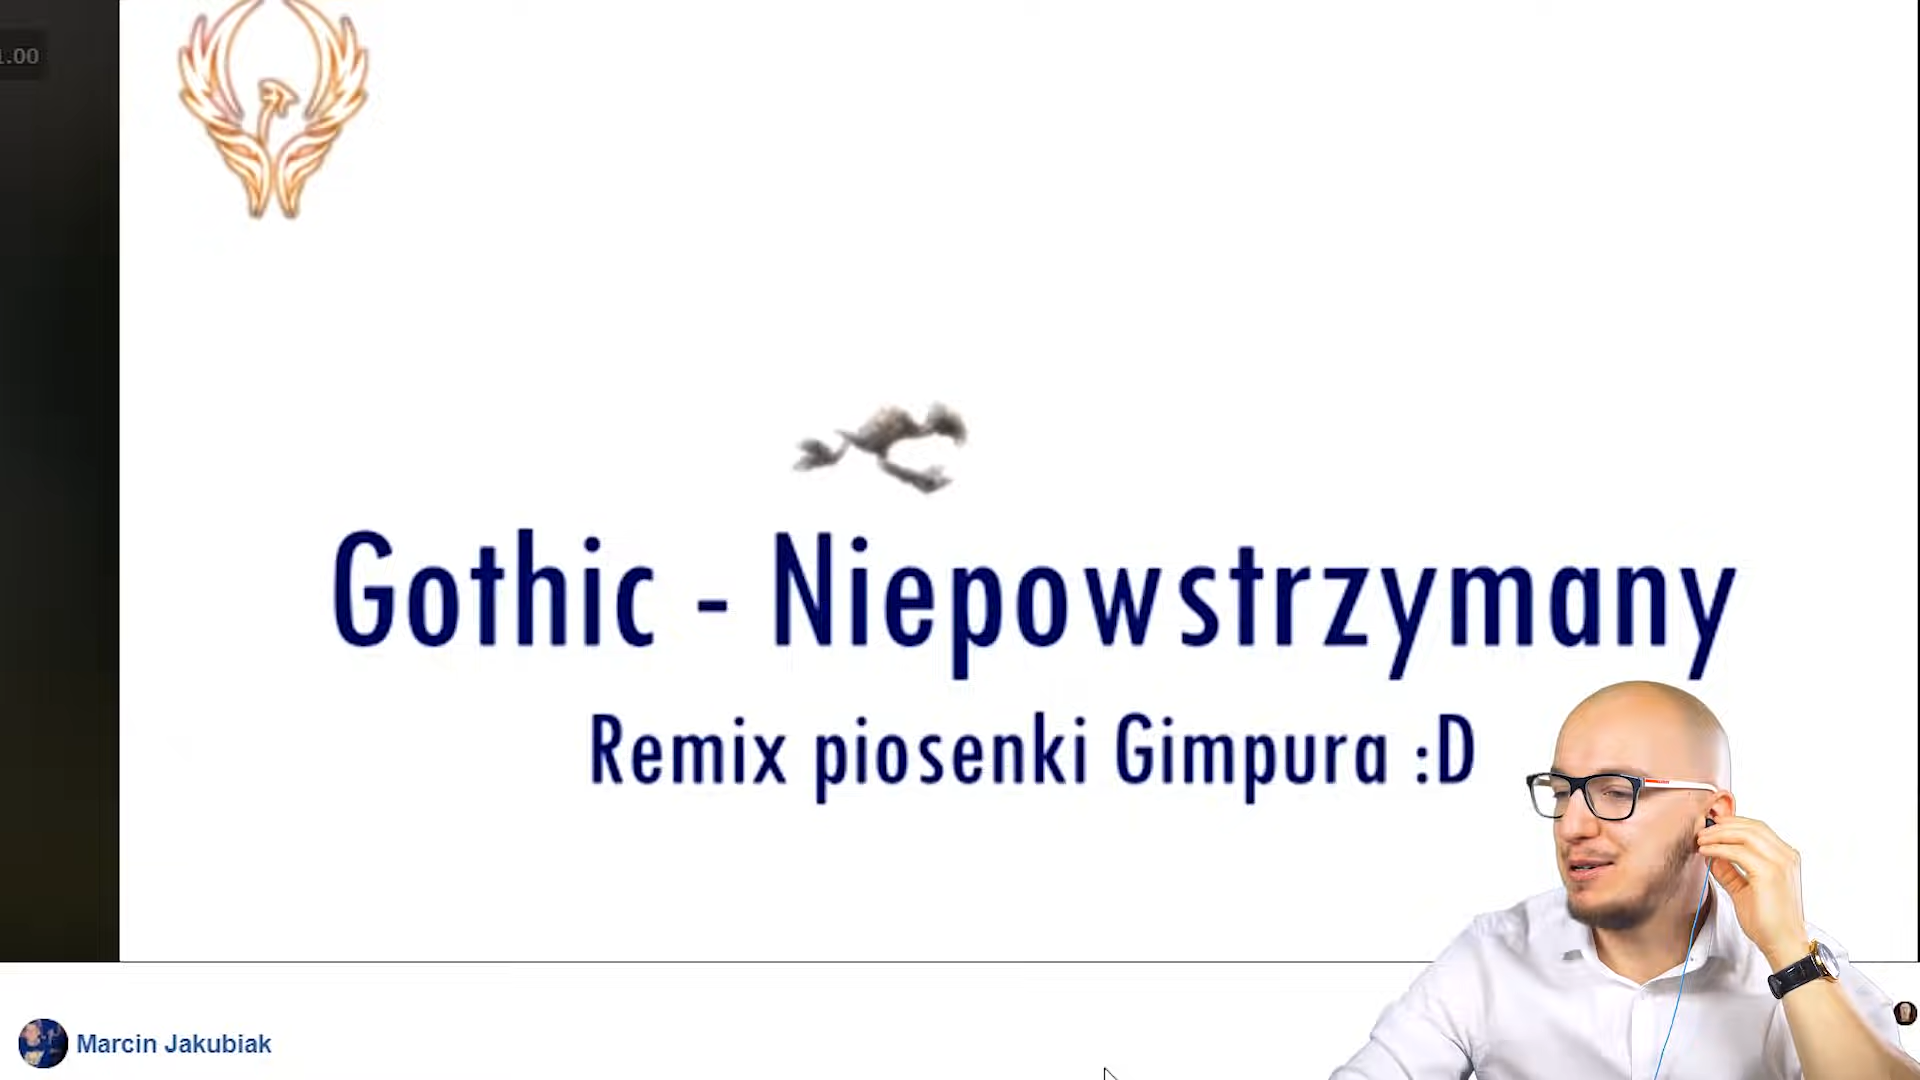 1.00
Gothic - Niepowstrzymany
Remix piosenki Gimpura :D
Marcin Jakubiak